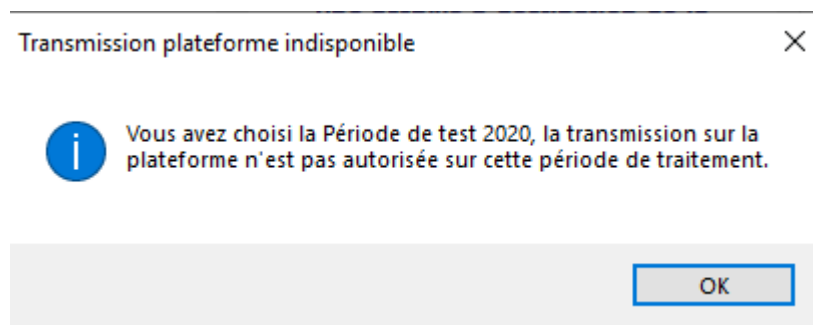 Transmission plateforme indisponible
Vous avez choisi la Période de test 2020, la transmission sur la
plateforme n'est pas autorisée sur cette période de traitement.
OK